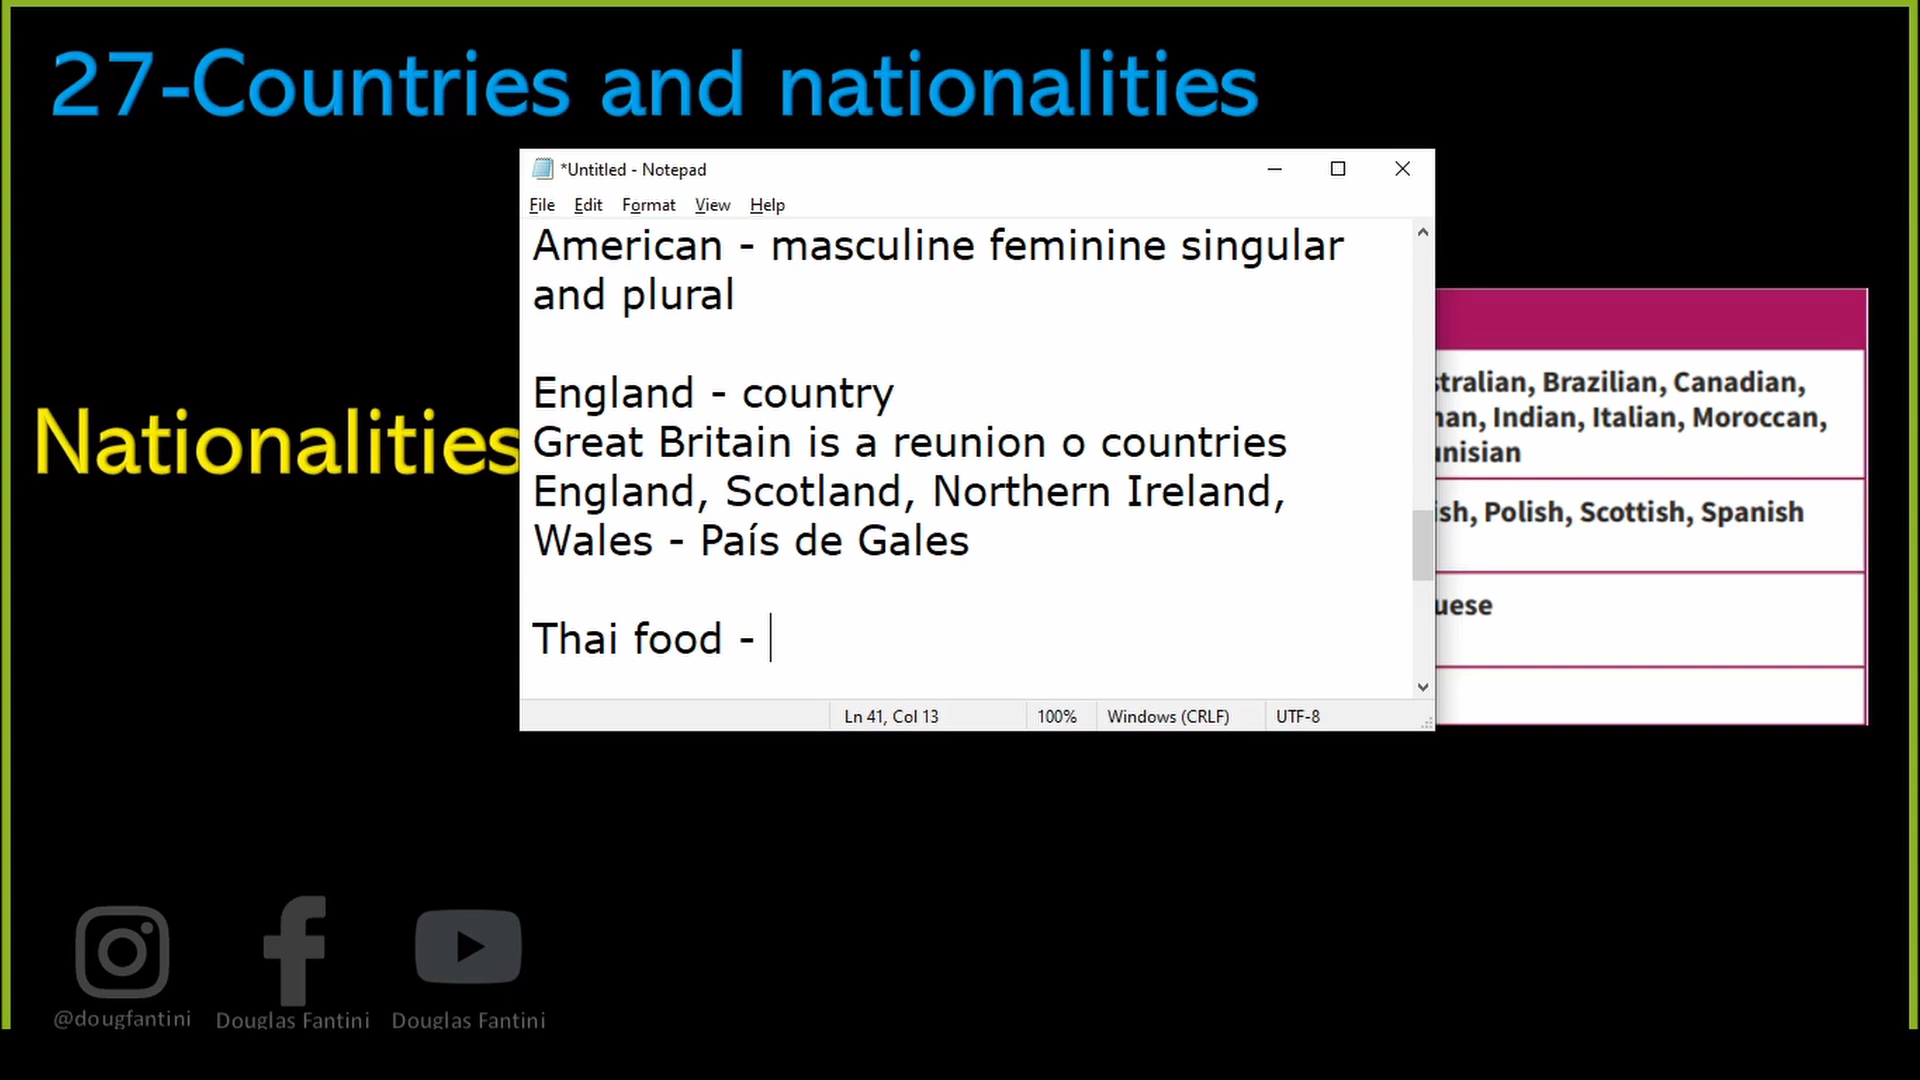 27-Countries and nationalities
*Untitled - Notepad
File Edit Format View Help
American - masculine feminine singular
and plural
England - country
Great Britain is a reunion o countries
England, Scotland, Northern Ireland,
Wales - País de Gales
Thai food -
Ln 41, Col 13 100% Windows (CRLF) UTF-8
Nationalities
stralian, Brazilian, Canadian,
nan, Indian, Italian, Moroccan,
unisian
ish, Polish, Scottish, Spanish
uese
@dougfantini Douglas Fantini Douglas Fantini